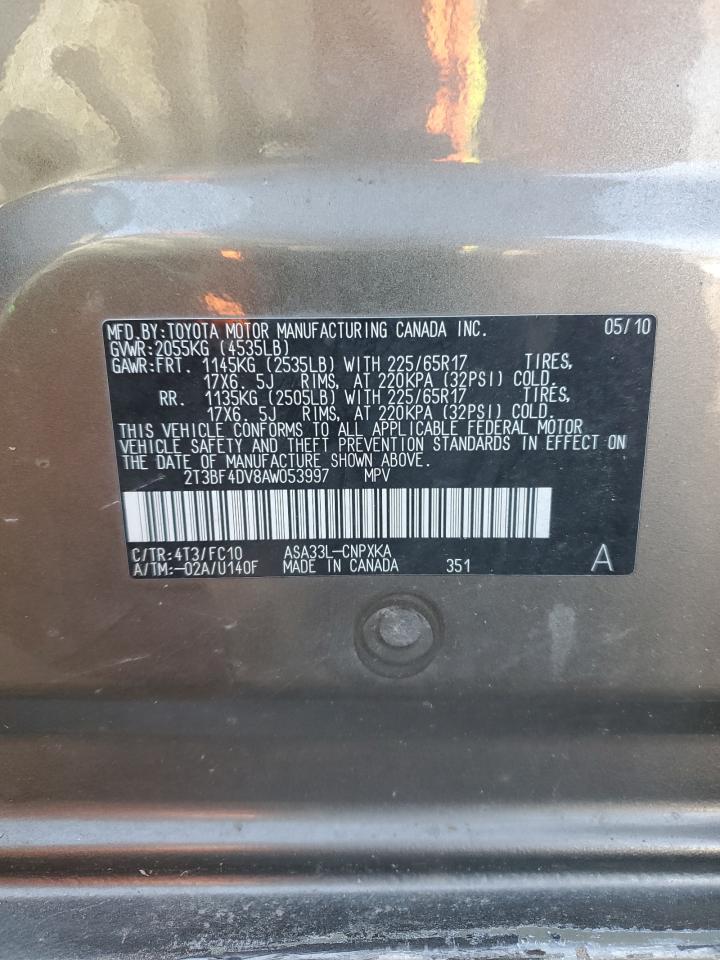 MFD.BY:TOYOTA MOTOR MANUFACTURING CANADA INC. 05/10
GVWR:2055KG (4535LB)
GAWR:FRT. 1145KG (2535LB) WITH 225/65R17 TIRES,
17X6. 5J RIMS, AT 220KPA (32PSI) COLD.
RR. 1135KG (2505LB) WITH 225/65R17 TIRES,
17X6. 5J RIMS, AT 220KPA (32PSI) COLD.
THIS VEHICLE CONFORMS TO ALL APPLICABLE FEDERAL MOTOR
VEHICLE SAFETY AND THEFT PREVENTION STANDARDS IN EFFECT ON
THE DATE OF MANUFACTURE SHOWN ABOVE.
2T3BF4DV8AW053997 MPV
C/TR:4T3/FC10 ASA33L-CNPXKA
A/TM:-02A/U140F MADE IN CANADA 351 A